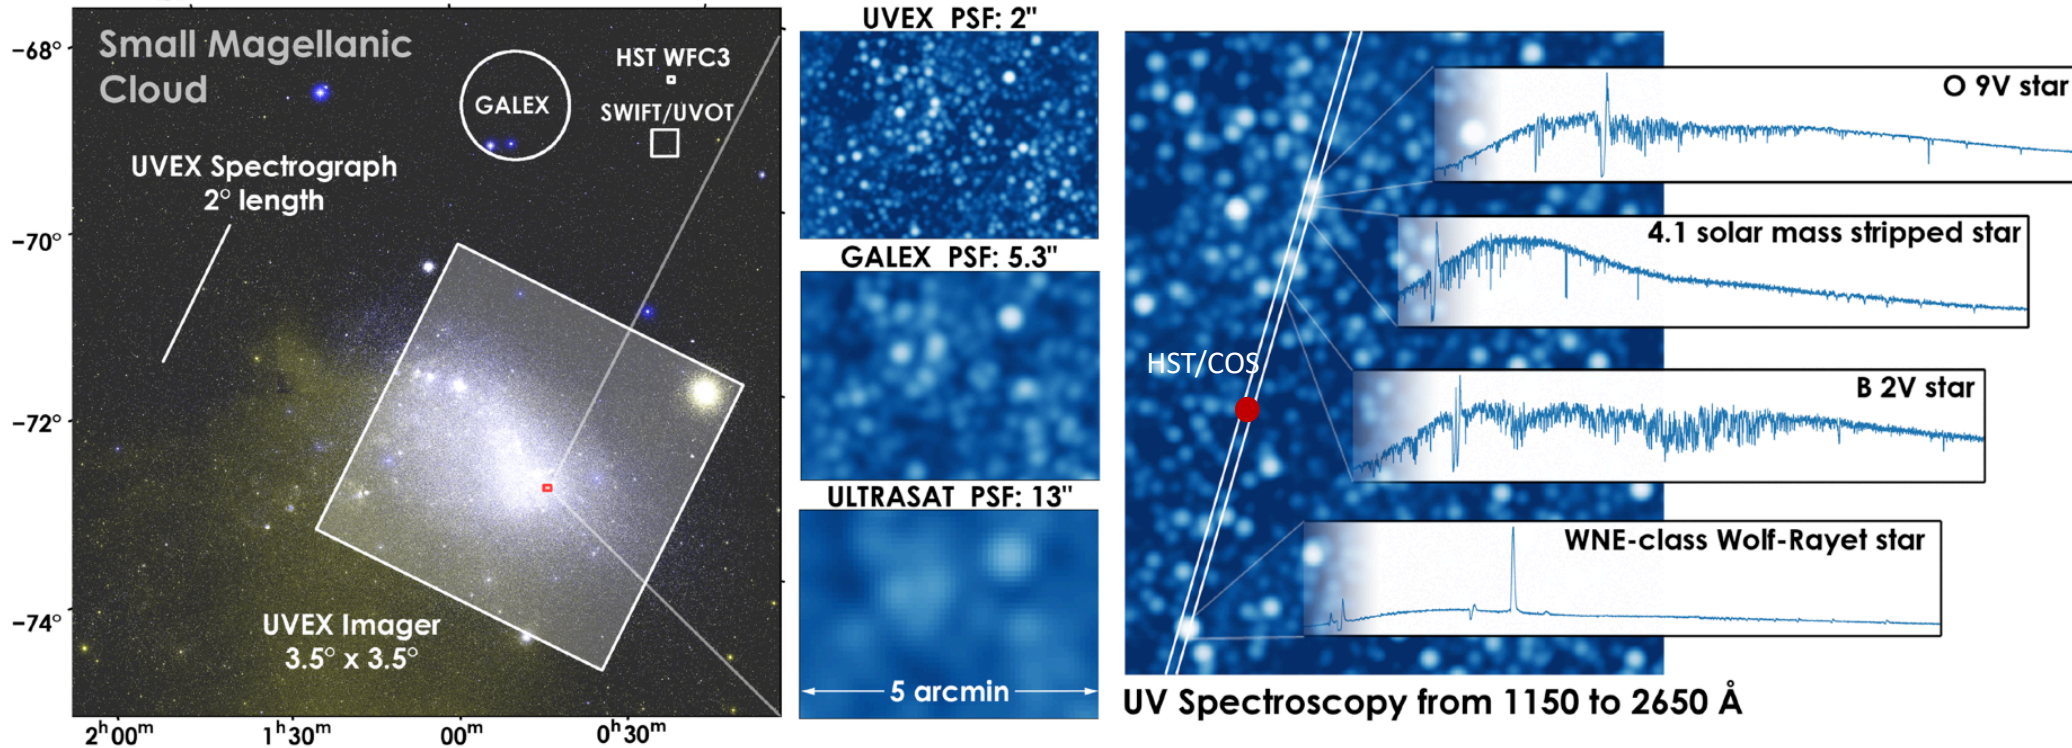 Small Magellanic
Cloud
GALEX
HST WFC3
SWIFT/UVOT
UVEX Spectrograph
2° length
UVEX Imager
3.5° x 3.5°
−68°
−70°
−72°
−74°
2ʰ00ᵐ
1ʰ30ᵐ
00ᵐ
0ʰ30ᵐ
UVEX PSF: 2"
GALEX PSF: 5.3"
ULTRASAT PSF: 13"
5 arcmin
HST/COS
O 9V star
4.1 solar mass stripped star
B 2V star
WNE-class Wolf-Rayet star
UV Spectroscopy from 1150 to 2650 Å